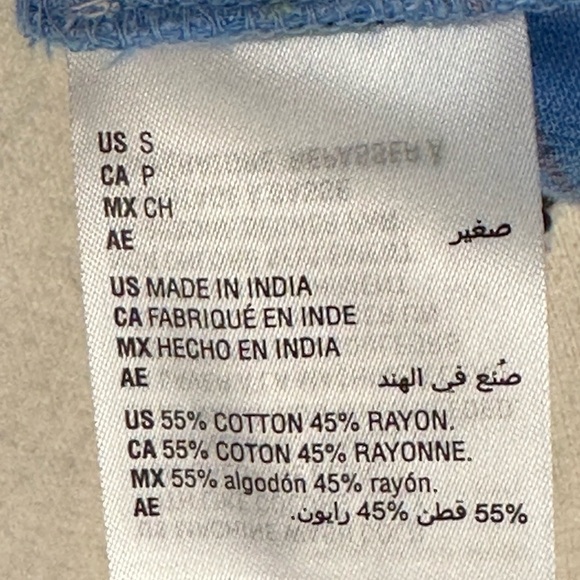 US S
CA P
MX CH
AE صغير
US MADE IN INDIA
CA FABRIQUÉ EN INDE
MX HECHO EN INDIA
AE صُنع في الهند
US 55% COTTON 45% RAYON.
CA 55% COTON 45% RAYONNE.
MX 55% algodón 45% rayón.
AE 55% قطن 45% رايون.